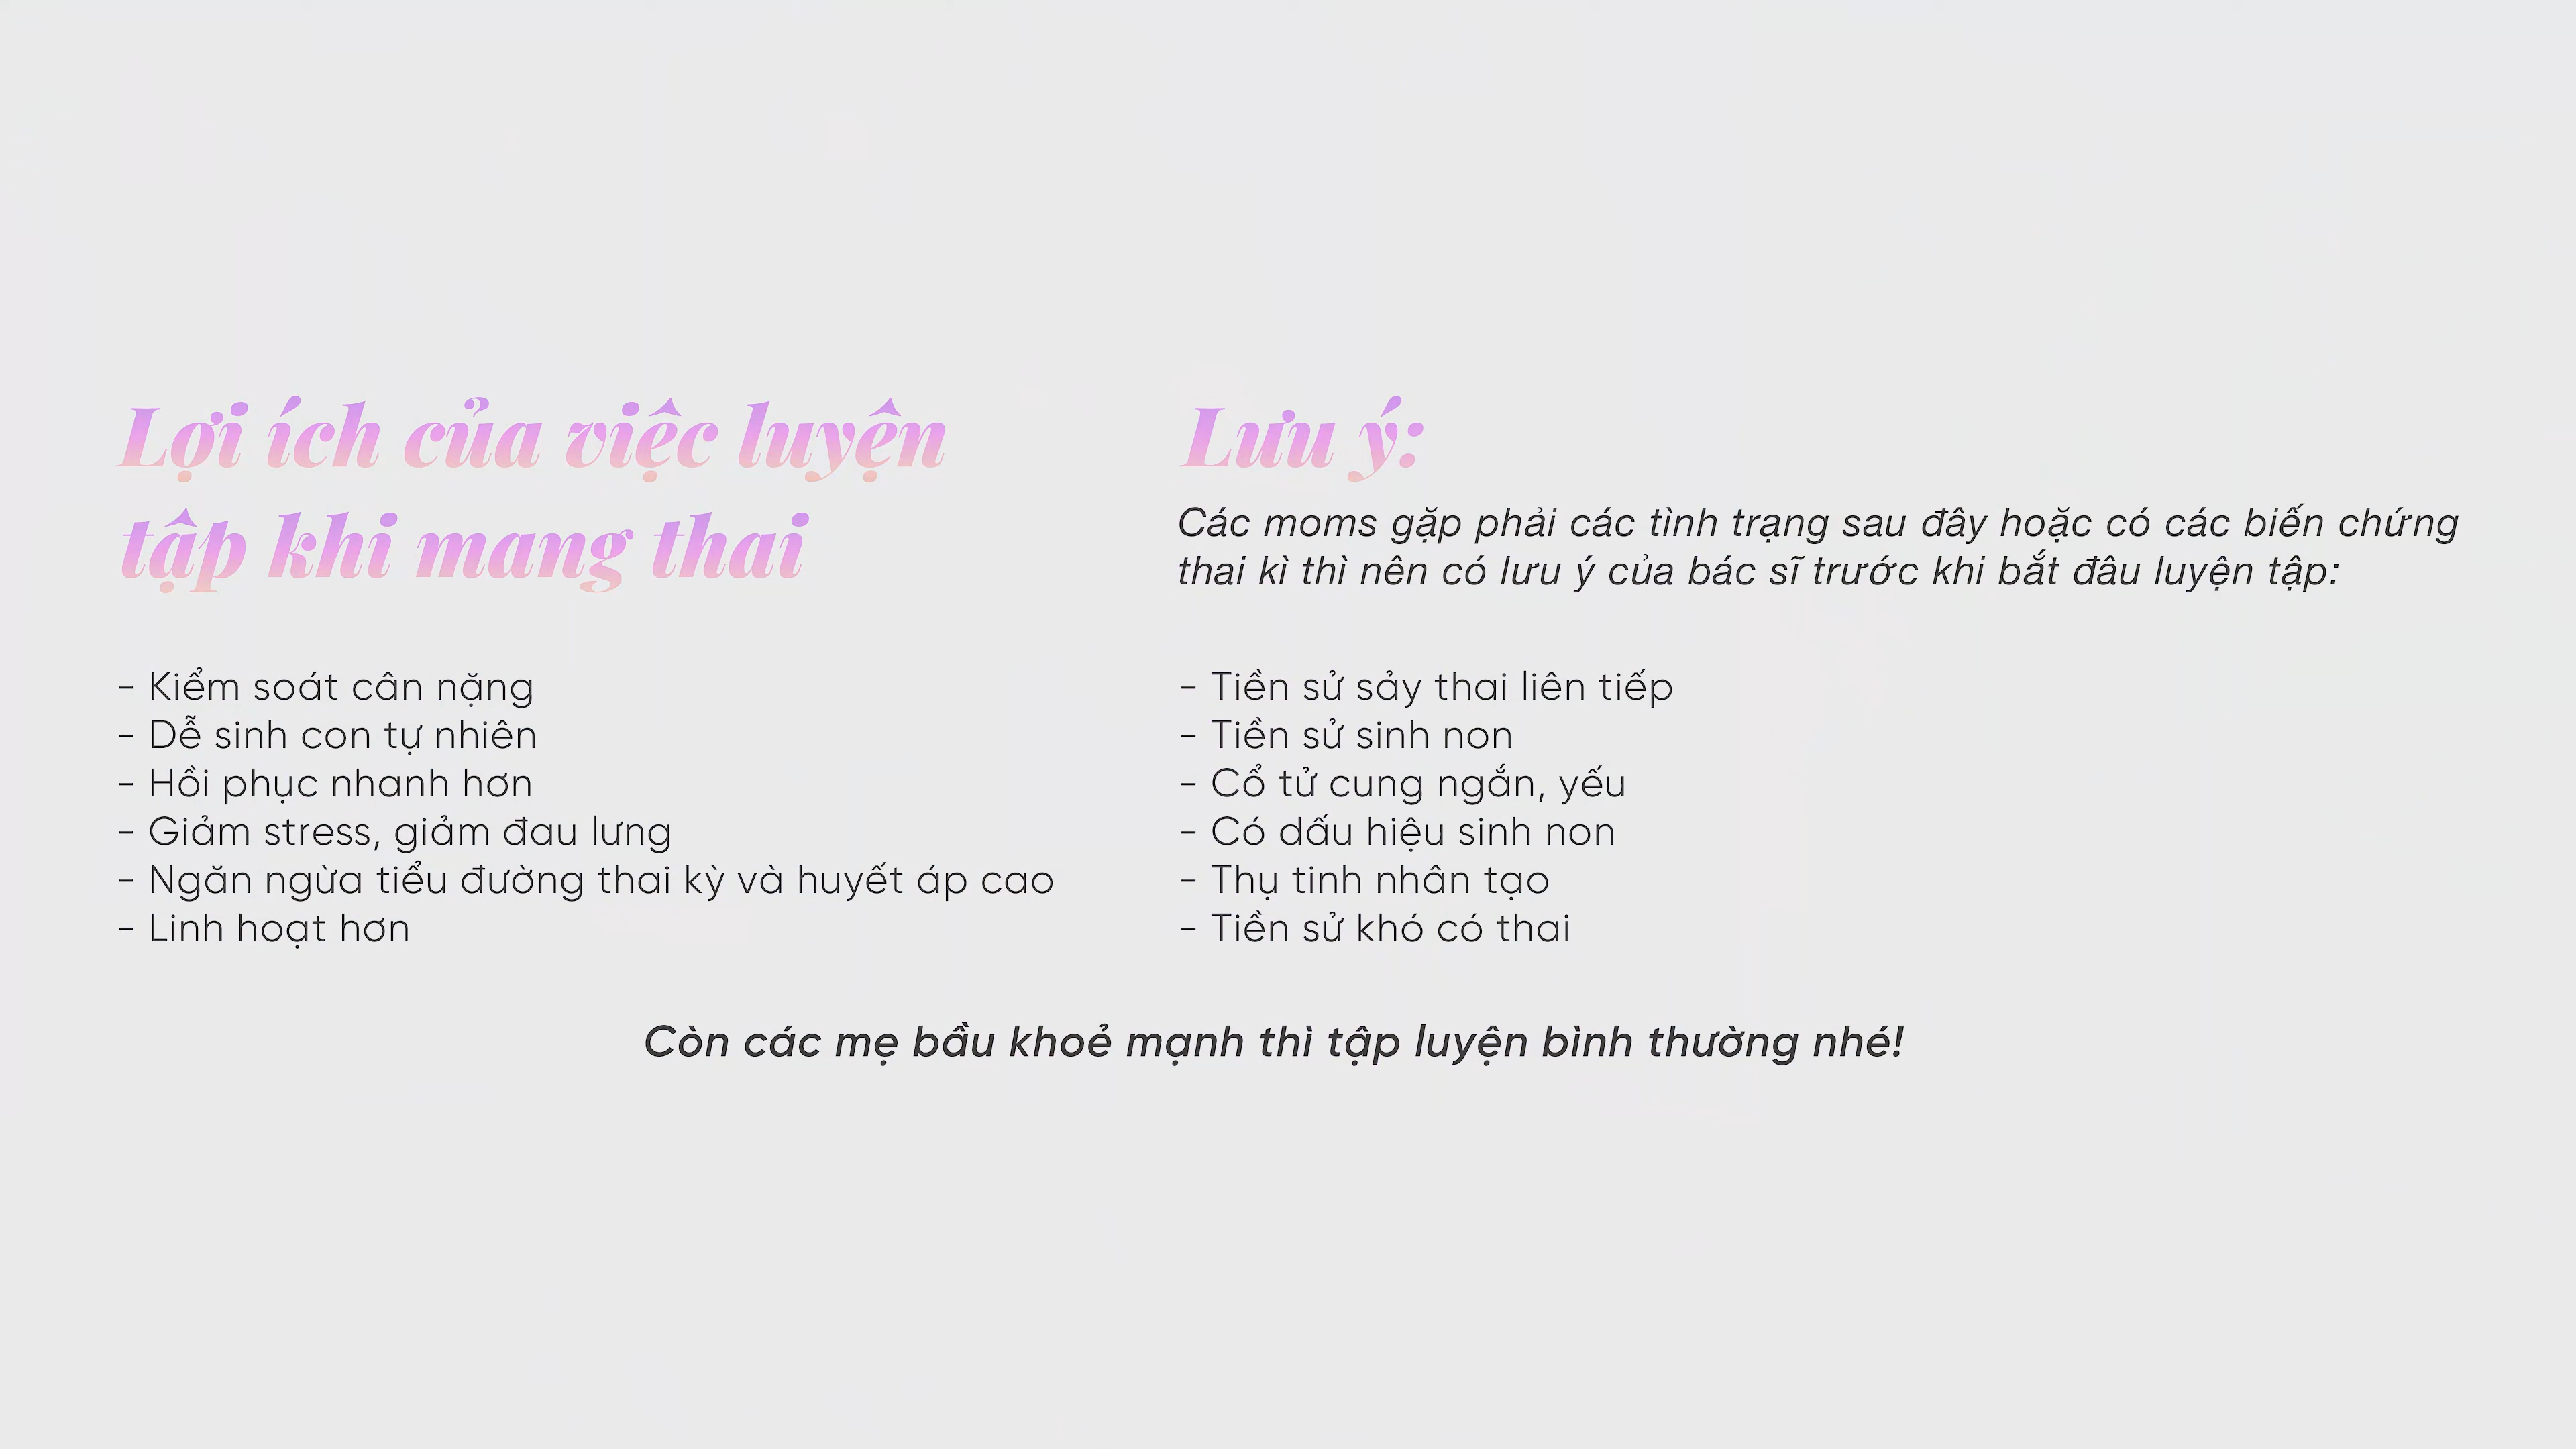 Lợi ích của việc luyện
tập khi mang thai
- Kiểm soát cân nặng
- Dễ sinh con tự nhiên
- Hồi phục nhanh hơn
- Giảm stress, giảm đau lưng
- Ngăn ngừa tiểu đường thai kỳ và huyết áp cao
- Linh hoạt hơn
Lưu ý:
Các moms gặp phải các tình trạng sau đây hoặc có các biến chứng
thai kì thì nên có lưu ý của bác sĩ trước khi bắt đâu luyện tập:
- Tiền sử sảy thai liên tiếp
- Tiền sử sinh non
- Cổ tử cung ngắn, yếu
- Có dấu hiệu sinh non
- Thụ tinh nhân tạo
- Tiền sử khó có thai
Còn các mẹ bầu khoẻ mạnh thì tập luyện bình thường nhé!